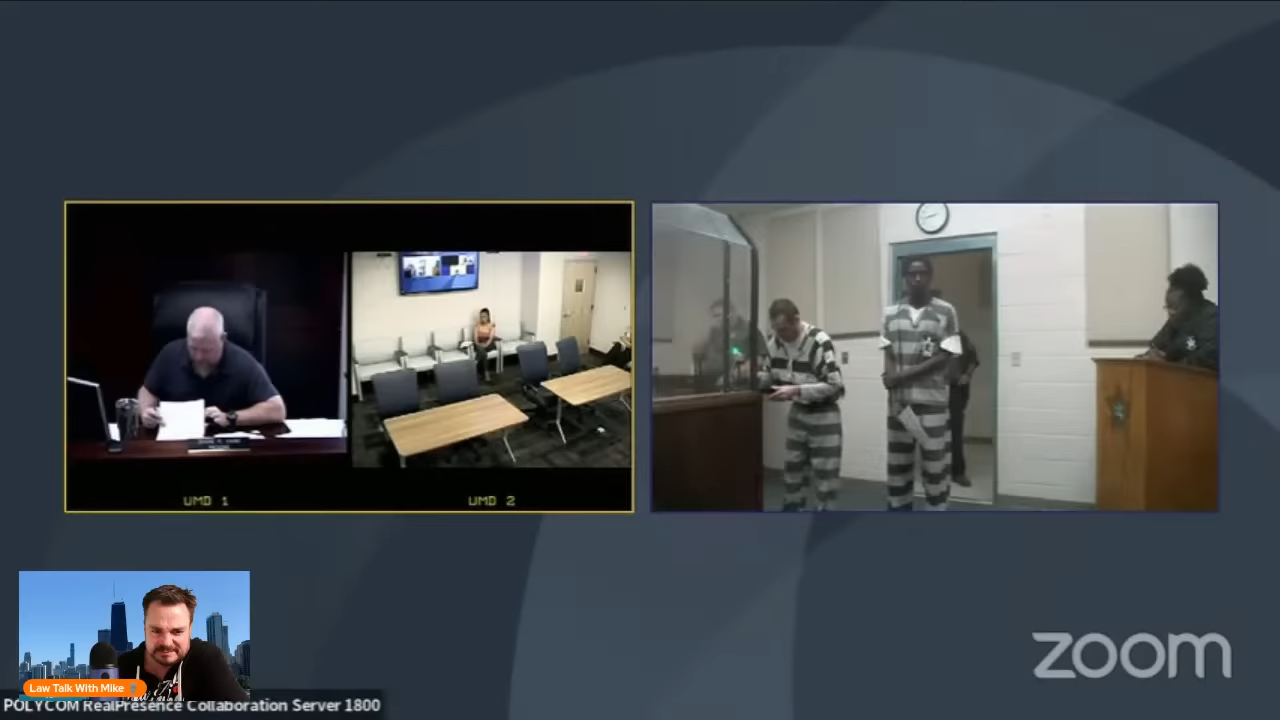 UMD 1
UMD 2
zoom
Law Talk With Mike
POLYCOM RealPresence Collaboration Server 1800